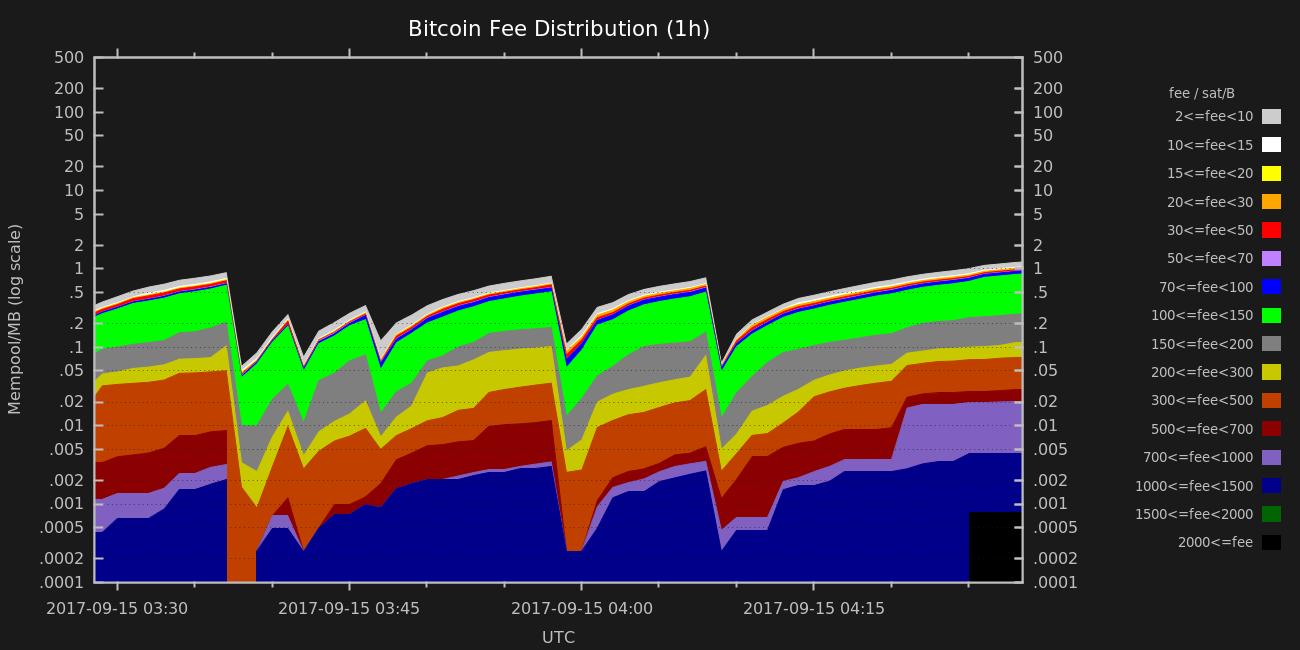 Bitcoin Fee Distribution (1h)
500
200
100
50
20
10
5
2
1
.5
.2
.1
.05
.02
.01
.005
.002
.001
.0005
.0002
.0001
Mempool/MB (log scale)
500
200
100
50
20
10
5
2
1
.5
.2
.1
.05
.02
.01
.005
.002
.001
.0005
.0002
.0001
2017-09-15 03:30 2017-09-15 03:45 2017-09-15 04:00 2017-09-15 04:15
UTC
fee / sat/B
2<=fee<10
10<=fee<15
15<=fee<20
20<=fee<30
30<=fee<50
50<=fee<70
70<=fee<100
100<=fee<150
150<=fee<200
200<=fee<300
300<=fee<500
500<=fee<700
700<=fee<1000
1000<=fee<1500
1500<=fee<2000
2000<=fee